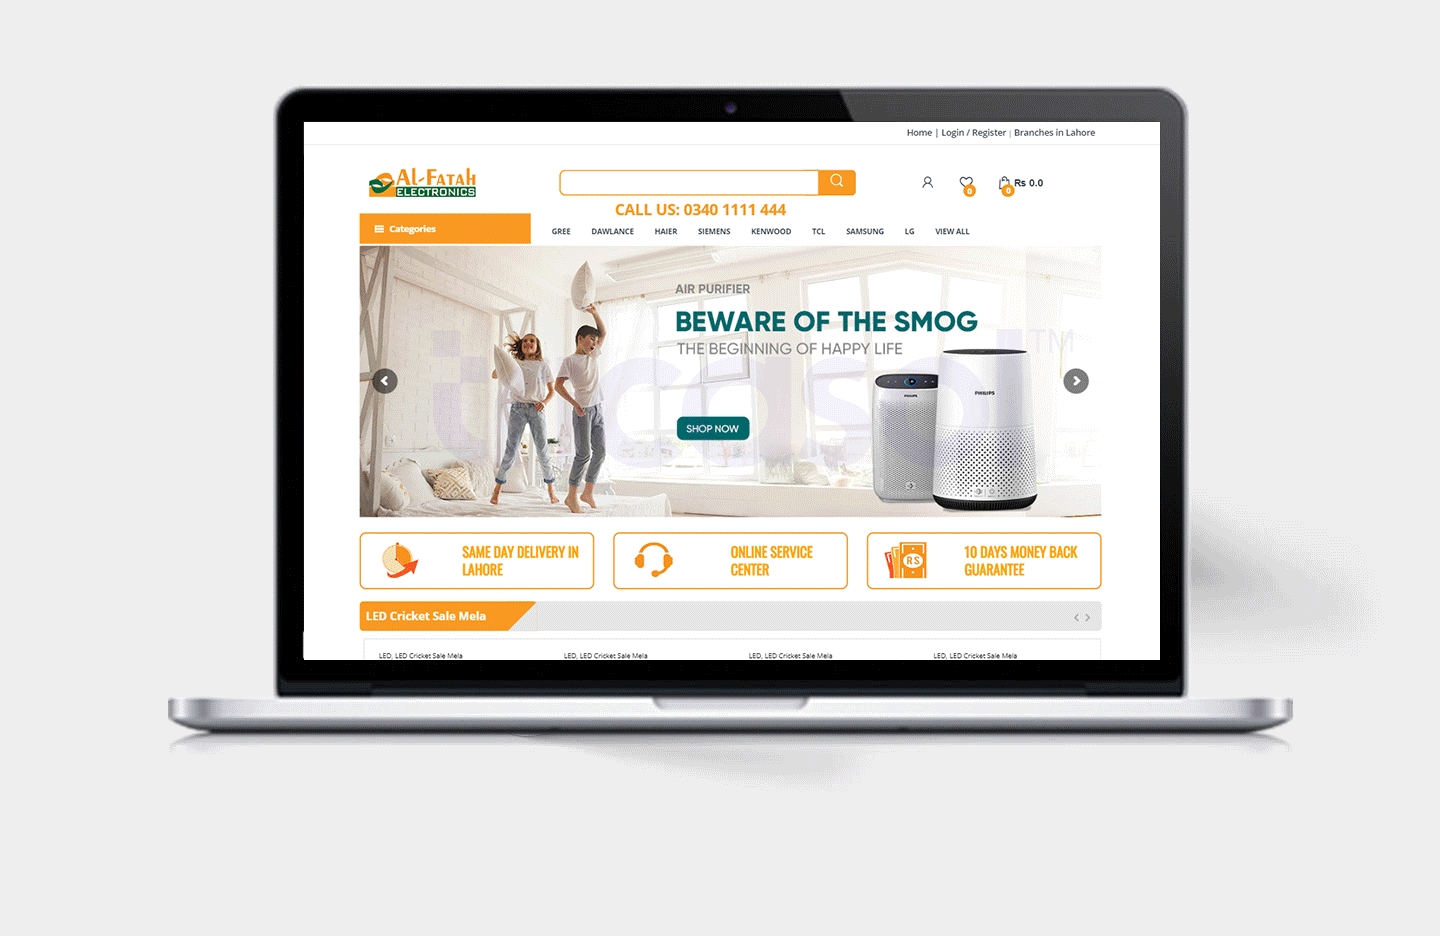 Home | Login / Register | Branches in Lahore
AL-FATAH
ELECTRONICS
0
0
Rs 0.0
CALL US: 0340 1111 444
Categories
GREE DAWLANCE HAIER SIEMENS KENWOOD TCL SAMSUNG LG VIEW ALL
AIR PURIFIER
BEWARE OF THE SMOG
THE BEGINNING OF HAPPY LIFE
TM
PHILIPS
PHILIPS
SHOP NOW
SAME DAY DELIVERY IN
LAHORE
ONLINE SERVICE
CENTER
RS
10 DAYS MONEY BACK
GUARANTEE
LED Cricket Sale Mela
LED, LED Cricket Sale Mela
LED, LED Cricket Sale Mela
LED, LED Cricket Sale Mela
LED, LED Cricket Sale Mela